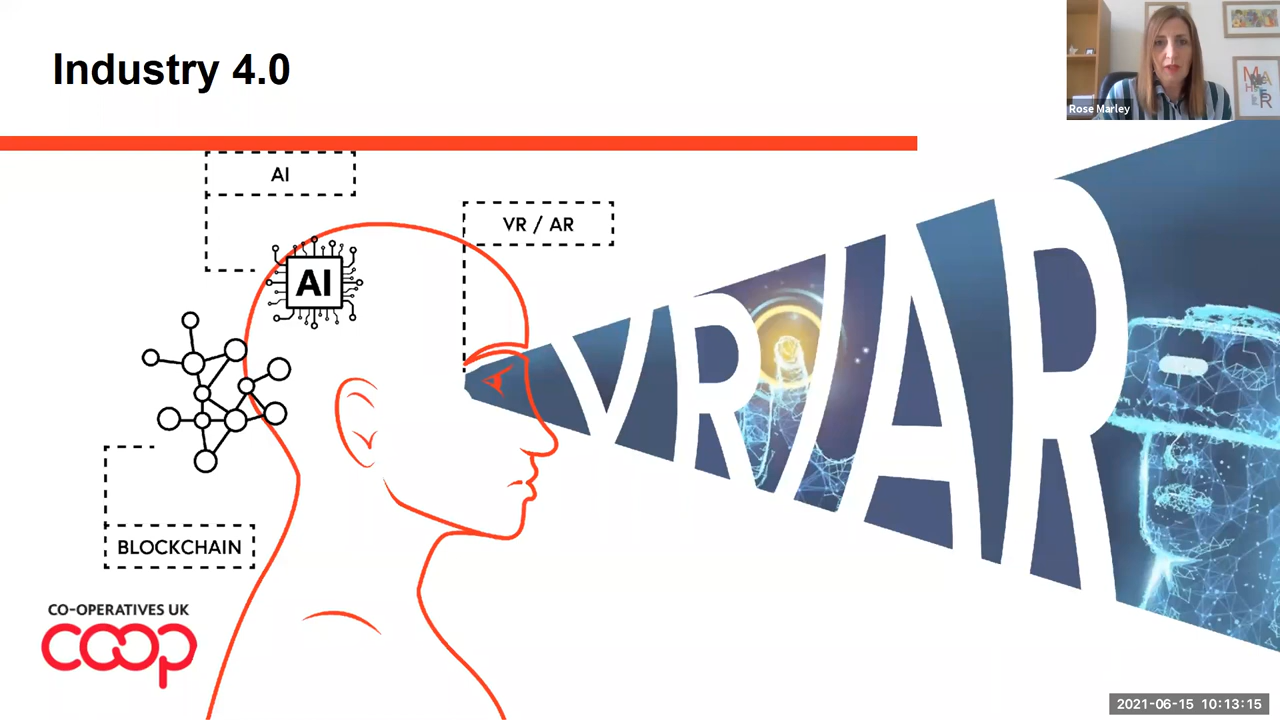 Industry 4.0
Rose Marley
AI
VR / AR
AI
VR/AR
BLOCKCHAIN
CO-OPERATIVES UK
coop
2021-06-15 10:13:15